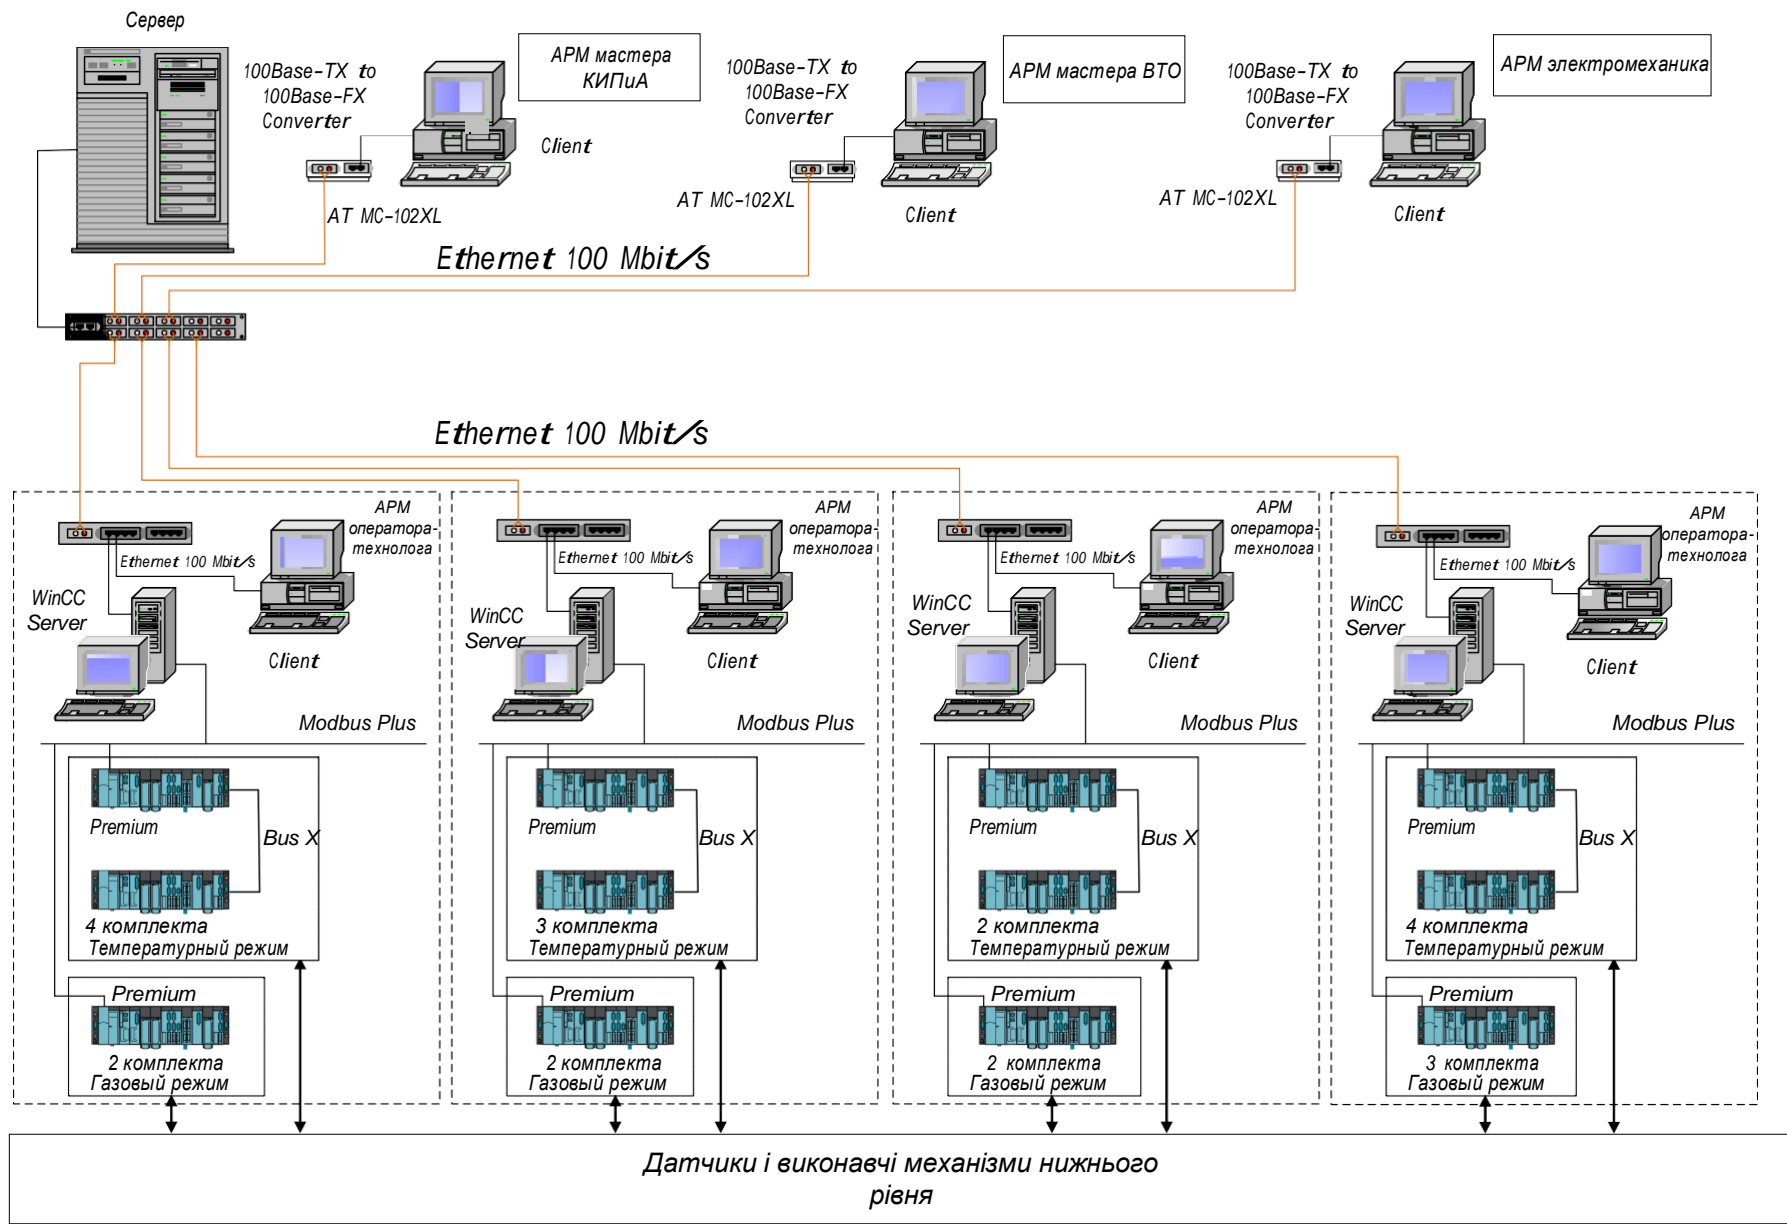 Сервер
100Base-TX to
100Base-FX
Converter
АРМ мастера
КИПиА
Client
AT MC-102XL
100Base-TX to
100Base-FX
Converter
АРМ мастера ВТО
Client
AT MC-102XL
100Base-TX to
100Base-FX
Converter
АРМ электромеханика
Client
AT MC-102XL
Ethernet 100 Mbit/s
Ethernet 100 Mbit/s
АРМ
оператора-
технолога
Ethernet 100 Mbit/s
WinCC
Server
Client
Modbus Plus
Premium
Bus X
4 комплекта
Температурный режим
Premium
2 комплекта
Газовый режим
АРМ
оператора-
технолога
Ethernet 100 Mbit/s
WinCC
Server
Client
Modbus Plus
Premium
Bus X
3 комплекта
Температурный режим
Premium
2 комплекта
Газовый режим
АРМ
оператора-
технолога
Ethernet 100 Mbit/s
WinCC
Server
Client
Modbus Plus
Premium
Bus X
2 комплекта
Температурный режим
Premium
2 комплекта
Газовый режим
АРМ
оператора-
технолога
Ethernet 100 Mbit/s
WinCC
Server
Client
Modbus Plus
Premium
Bus X
4 комплекта
Температурный режим
Premium
3 комплекта
Газовый режим
Датчики і виконавчі механізми нижнього
рівня